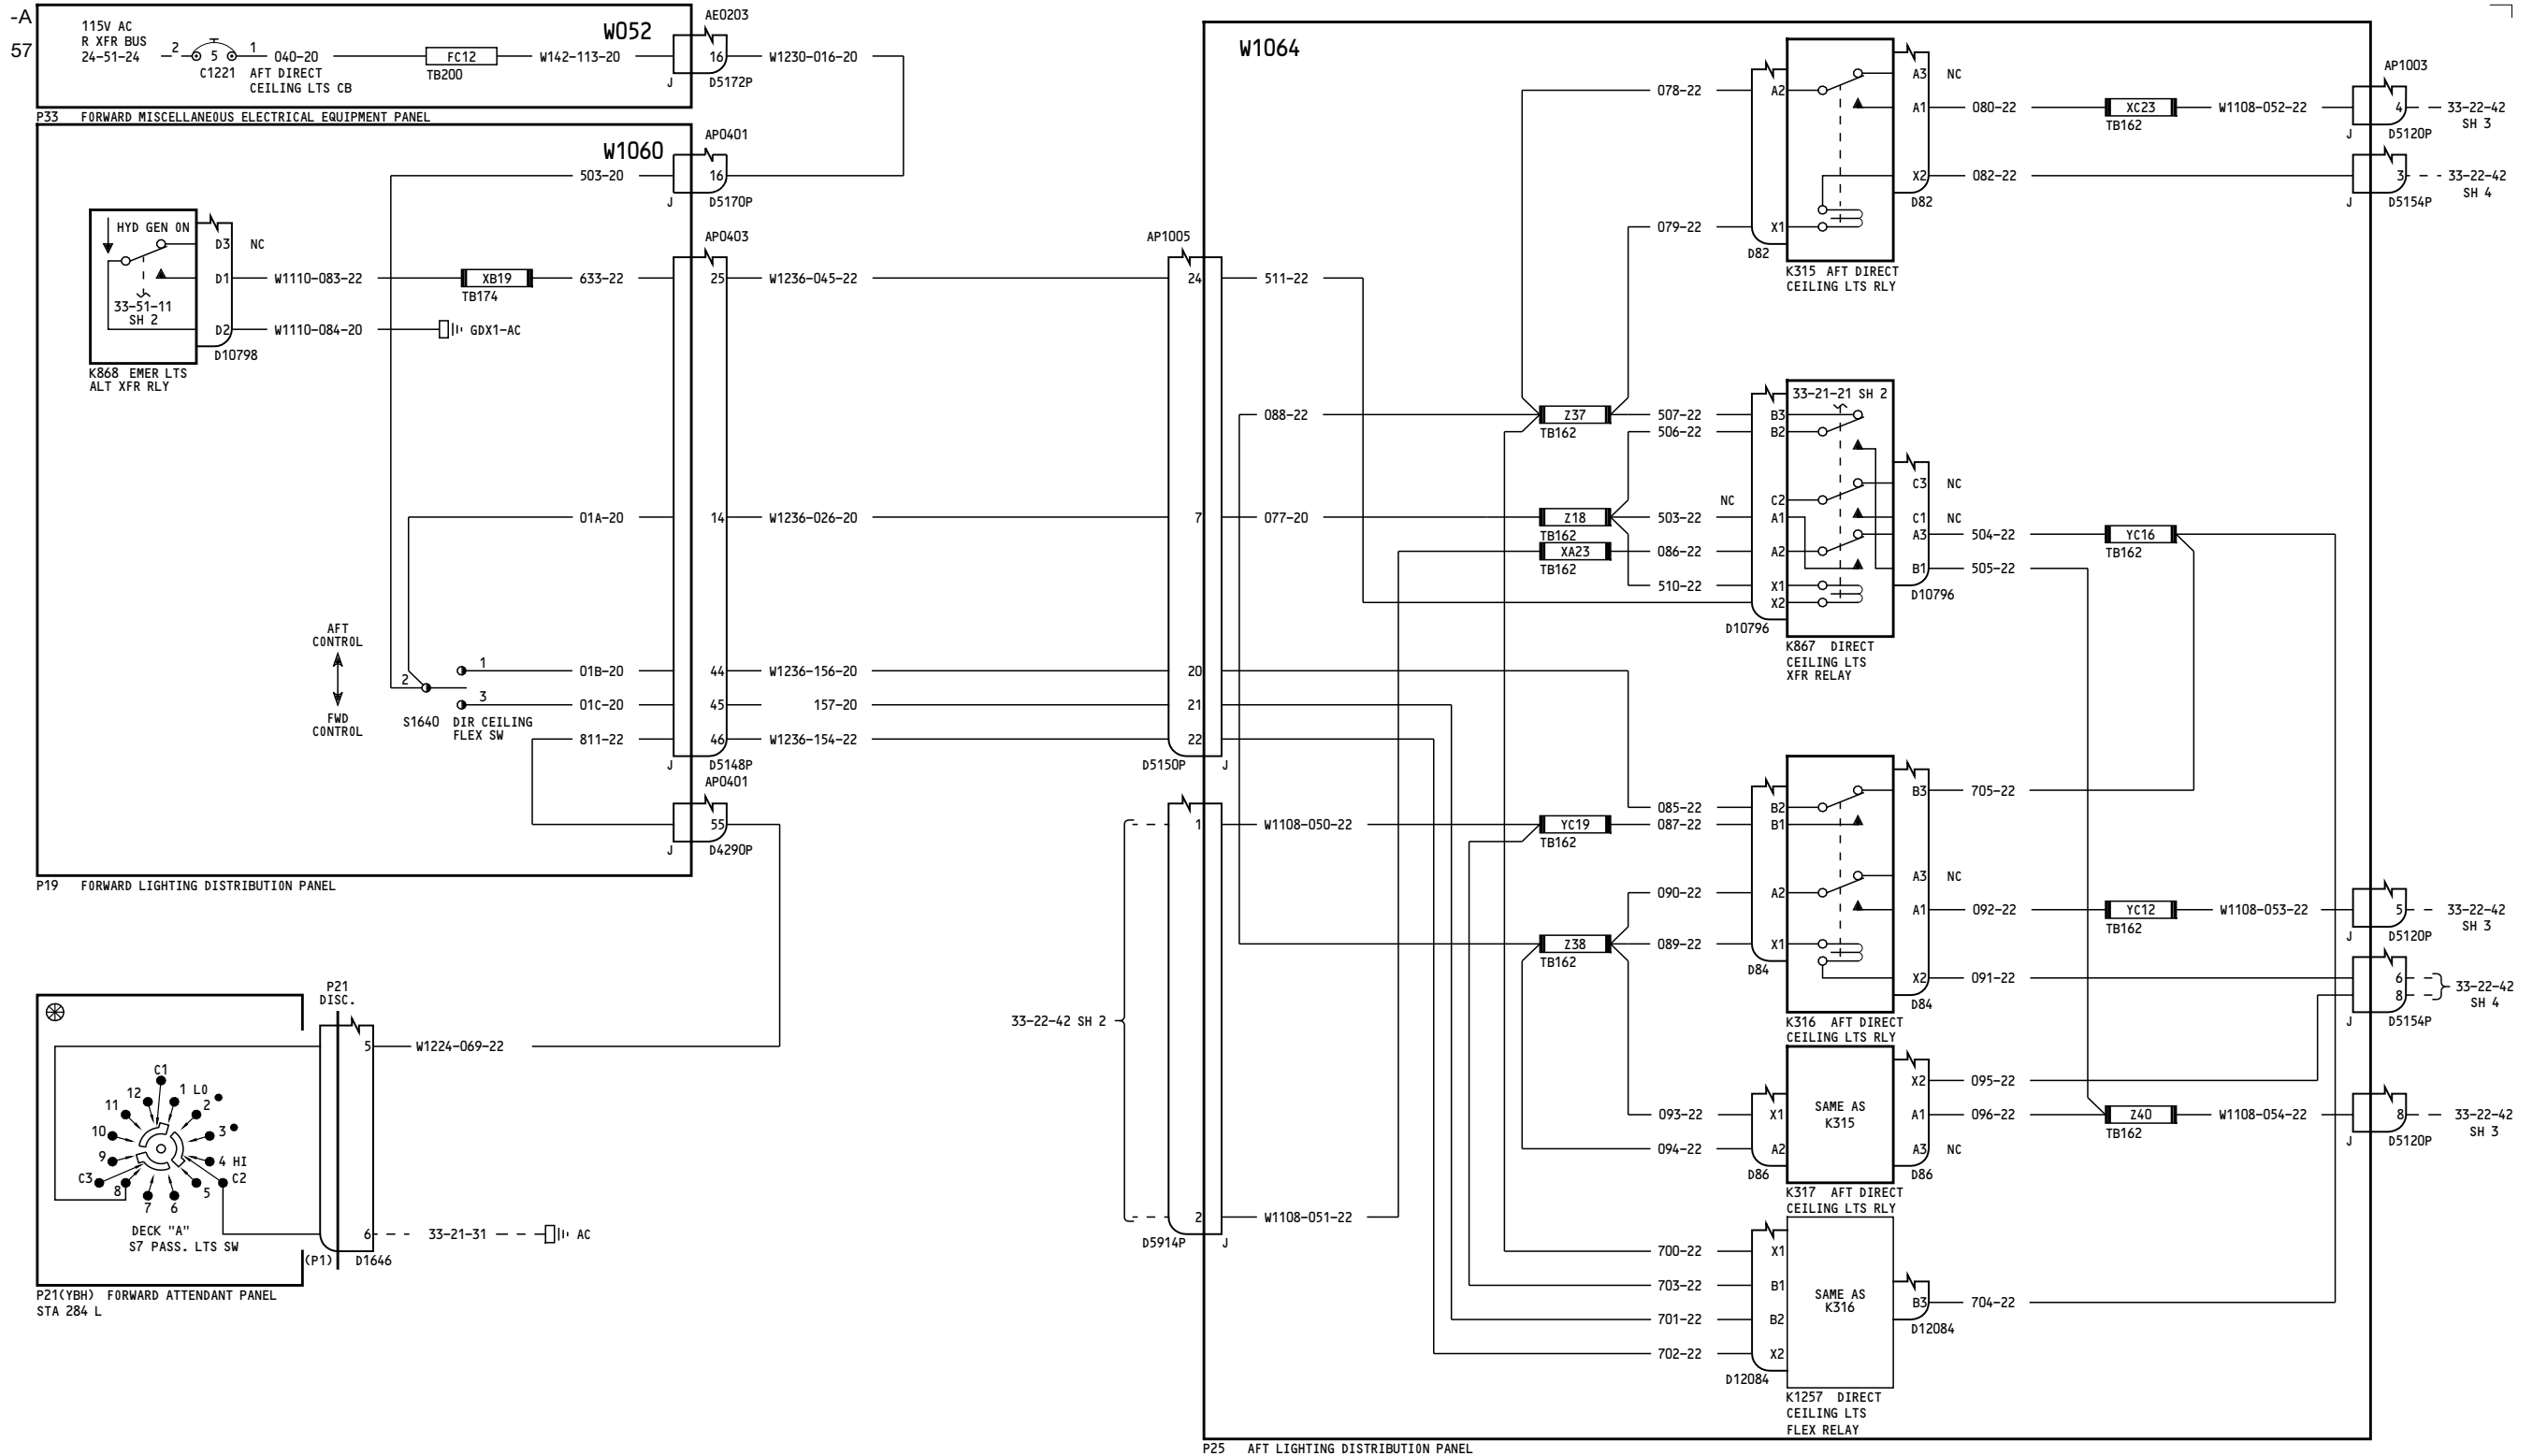 -A
57
115V AC
R XFR BUS
24-51-24
2
5
1
C1221
040-20
AFT DIRECT
CEILING LTS CB
FC12
TB200
W142-113-20
W052
AE0203
16
J
D5172P
W1230-016-20
P33 FORWARD MISCELLANEOUS ELECTRICAL EQUIPMENT PANEL
W1060
AP0401
503-20
16
J
D5170P
HYD GEN ON
33-51-11
SH 2
D3
NC
D1
D2
D10798
K868 EMER LTS
ALT XFR RLY
W1110-083-22
XB19
TB174
633-22
W1110-084-20
GDX1-AC
AP0403
25
W1236-045-22
01A-20
14
W1236-026-20
AFT
CONTROL
FWD
CONTROL
2
1
3
S1640 DIR CEILING
FLEX SW
01B-20
44
W1236-156-20
01C-20
45
157-20
811-22
46
W1236-154-22
J
D5148P
AP0401
55
J
D4290P
P19 FORWARD LIGHTING DISTRIBUTION PANEL
P21
DISC.
5
W1224-069-22
C1
12
1 LO
11
2
10
3
9
4 HI
C3
C2
8
5
7
6
DECK "A"
S7 PASS. LTS SW
6
33-21-31
AC
(P1)
D1646
P21(YBH) FORWARD ATTENDANT PANEL
STA 284 L
W1064
AP1005
24
511-22
7
077-20
20
21
22
D5150P
J
33-22-42 SH 2
1
W1108-050-22
2
W1108-051-22
D5914P
J
088-22
Z37
TB162
Z18
TB162
XA23
TB162
YC19
TB162
Z38
TB162
078-22
A2
079-22
X1
D82
A3
NC
A1
X2
D82
K315 AFT DIRECT
CEILING LTS RLY
080-22
XC23
TB162
W1108-052-22
AP1003
4
33-22-42
SH 3
J
D5120P
082-22
3
33-22-42
SH 4
J
D5154P
33-21-21 SH 2
507-22
B3
506-22
B2
NC
C2
503-22
A1
086-22
A2
510-22
X1
X2
D10796
C3
NC
C1
NC
A3
B1
D10796
K867 DIRECT
CEILING LTS
XFR RELAY
504-22
YC16
TB162
505-22
085-22
B2
087-22
B1
090-22
A2
089-22
X1
D84
B3
705-22
A3
NC
A1
092-22
X2
091-22
D84
K316 AFT DIRECT
CEILING LTS RLY
YC12
TB162
W1108-053-22
5
33-22-42
SH 3
J
D5120P
6
8
33-22-42
SH 4
J
D5154P
093-22
X1
094-22
A2
D86
SAME AS
K315
X2
095-22
A1
096-22
A3
NC
D86
K317 AFT DIRECT
CEILING LTS RLY
Z40
TB162
W1108-054-22
8
33-22-42
SH 3
J
D5120P
700-22
X1
703-22
B1
701-22
B2
702-22
X2
D12084
SAME AS
K316
B3
704-22
D12084
K1257 DIRECT
CEILING LTS
FLEX RELAY
P25 AFT LIGHTING DISTRIBUTION PANEL